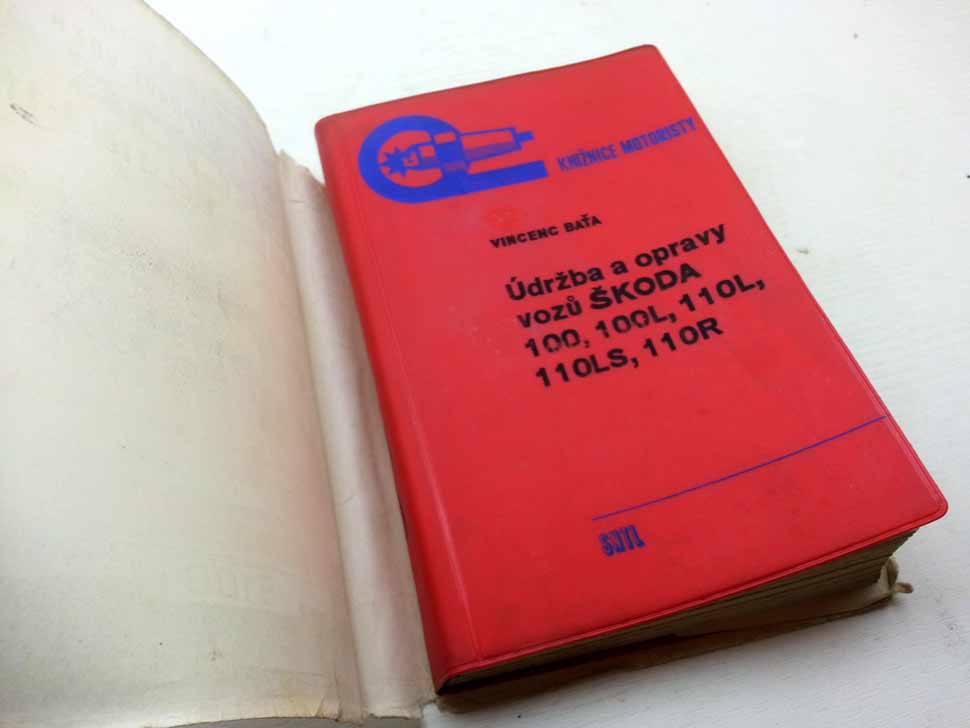 KNIŽNICE MOTORISTY
VINCENC BAŤA
Údržba a opravy
vozů ŠKODA
100, 100L, 110L,
110LS, 110R
SNTL